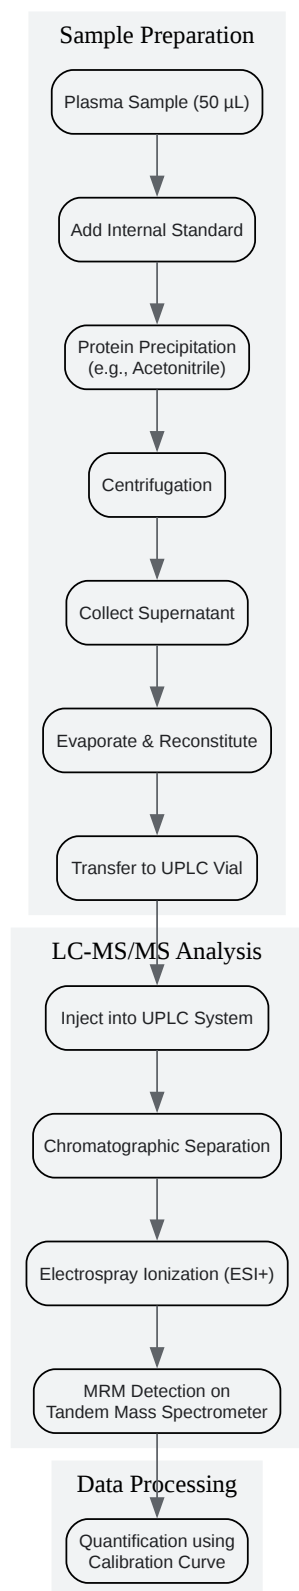 Sample Preparation
Plasma Sample (50 µL)
Add Internal Standard
Protein Precipitation
(e.g., Acetonitrile)
Centrifugation
Collect Supernatant
Evaporate & Reconstitute
Transfer to UPLC Vial
LC-MS/MS Analysis
Inject into UPLC System
Chromatographic Separation
Electrospray Ionization (ESI+)
MRM Detection on
Tandem Mass Spectrometer
Data Processing
Quantification using
Calibration Curve